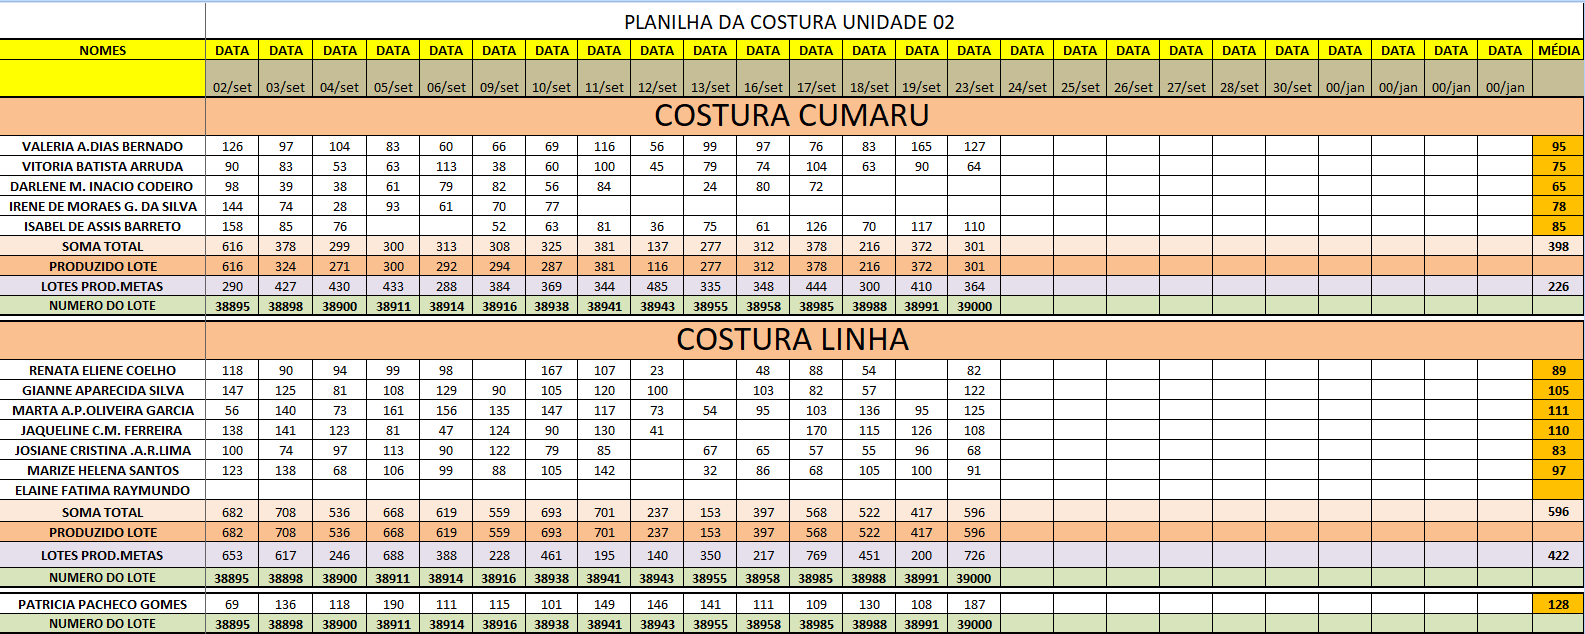 PLANILHA DA COSTURA UNIDADE 02
NOMES DATA DATA DATA DATA DATA DATA DATA DATA DATA DATA DATA DATA DATA DATA DATA DATA DATA DATA DATA DATA DATA DATA DATA DATA DATA MÉDIA
02/set 03/set 04/set 05/set 06/set 09/set 10/set 11/set 12/set 13/set 16/set 17/set 18/set 19/set 23/set 24/set 25/set 26/set 27/set 28/set 30/set 00/jan 00/jan 00/jan 00/jan
COSTURA CUMARU
VALERIA A.DIAS BERNADO 126 97 104 83 60 66 69 116 56 99 97 76 83 165 127 95
VITORIA BATISTA ARRUDA 90 83 53 63 113 38 60 100 45 79 74 104 63 90 64 75
DARLENE M. INACIO CODEIRO 98 39 38 61 79 82 56 84 24 80 72 65
IRENE DE MORAES G. DA SILVA 144 74 28 93 61 70 77 78
ISABEL DE ASSIS BARRETO 158 85 76 52 63 81 36 75 61 126 70 117 110 85
SOMA TOTAL 616 378 299 300 313 308 325 381 137 277 312 378 216 372 301 398
PRODUZIDO LOTE 616 324 271 300 292 294 287 381 116 277 312 378 216 372 301
LOTES PROD.METAS 290 427 430 433 288 384 369 344 485 335 348 444 300 410 364 226
NUMERO DO LOTE 38895 38898 38900 38911 38914 38916 38938 38941 38943 38955 38958 38985 38988 38991 39000
COSTURA LINHA
RENATA ELIENE COELHO 118 90 94 99 98 167 107 23 48 88 54 82 89
GIANNE APARECIDA SILVA 147 125 81 108 129 90 105 120 100 103 82 57 122 105
MARTA A.P.OLIVEIRA GARCIA 56 140 73 161 156 135 147 117 73 54 95 103 136 95 125 111
JAQUELINE C.M. FERREIRA 138 141 123 81 47 124 90 130 41 170 115 126 108 110
JOSIANE CRISTINA .A.R.LIMA 100 74 97 113 90 122 79 85 67 65 57 55 96 68 83
MARIZE HELENA SANTOS 123 138 68 106 99 88 105 142 32 86 68 105 100 91 97
ELAINE FATIMA RAYMUNDO
SOMA TOTAL 682 708 536 668 619 559 693 701 237 153 397 568 522 417 596 596
PRODUZIDO LOTE 682 708 536 668 619 559 693 701 237 153 397 568 522 417 596
LOTES PROD.METAS 653 617 246 688 388 228 461 195 140 350 217 769 451 200 726 422
NUMERO DO LOTE 38895 38898 38900 38911 38914 38916 38938 38941 38943 38955 38958 38985 38988 38991 39000
PATRICIA PACHECO GOMES 69 136 118 190 111 115 101 149 146 141 111 109 130 108 187 128
NUMERO DO LOTE 38895 38898 38900 38911 38914 38916 38938 38941 38943 38955 38958 38985 38988 38991 39000